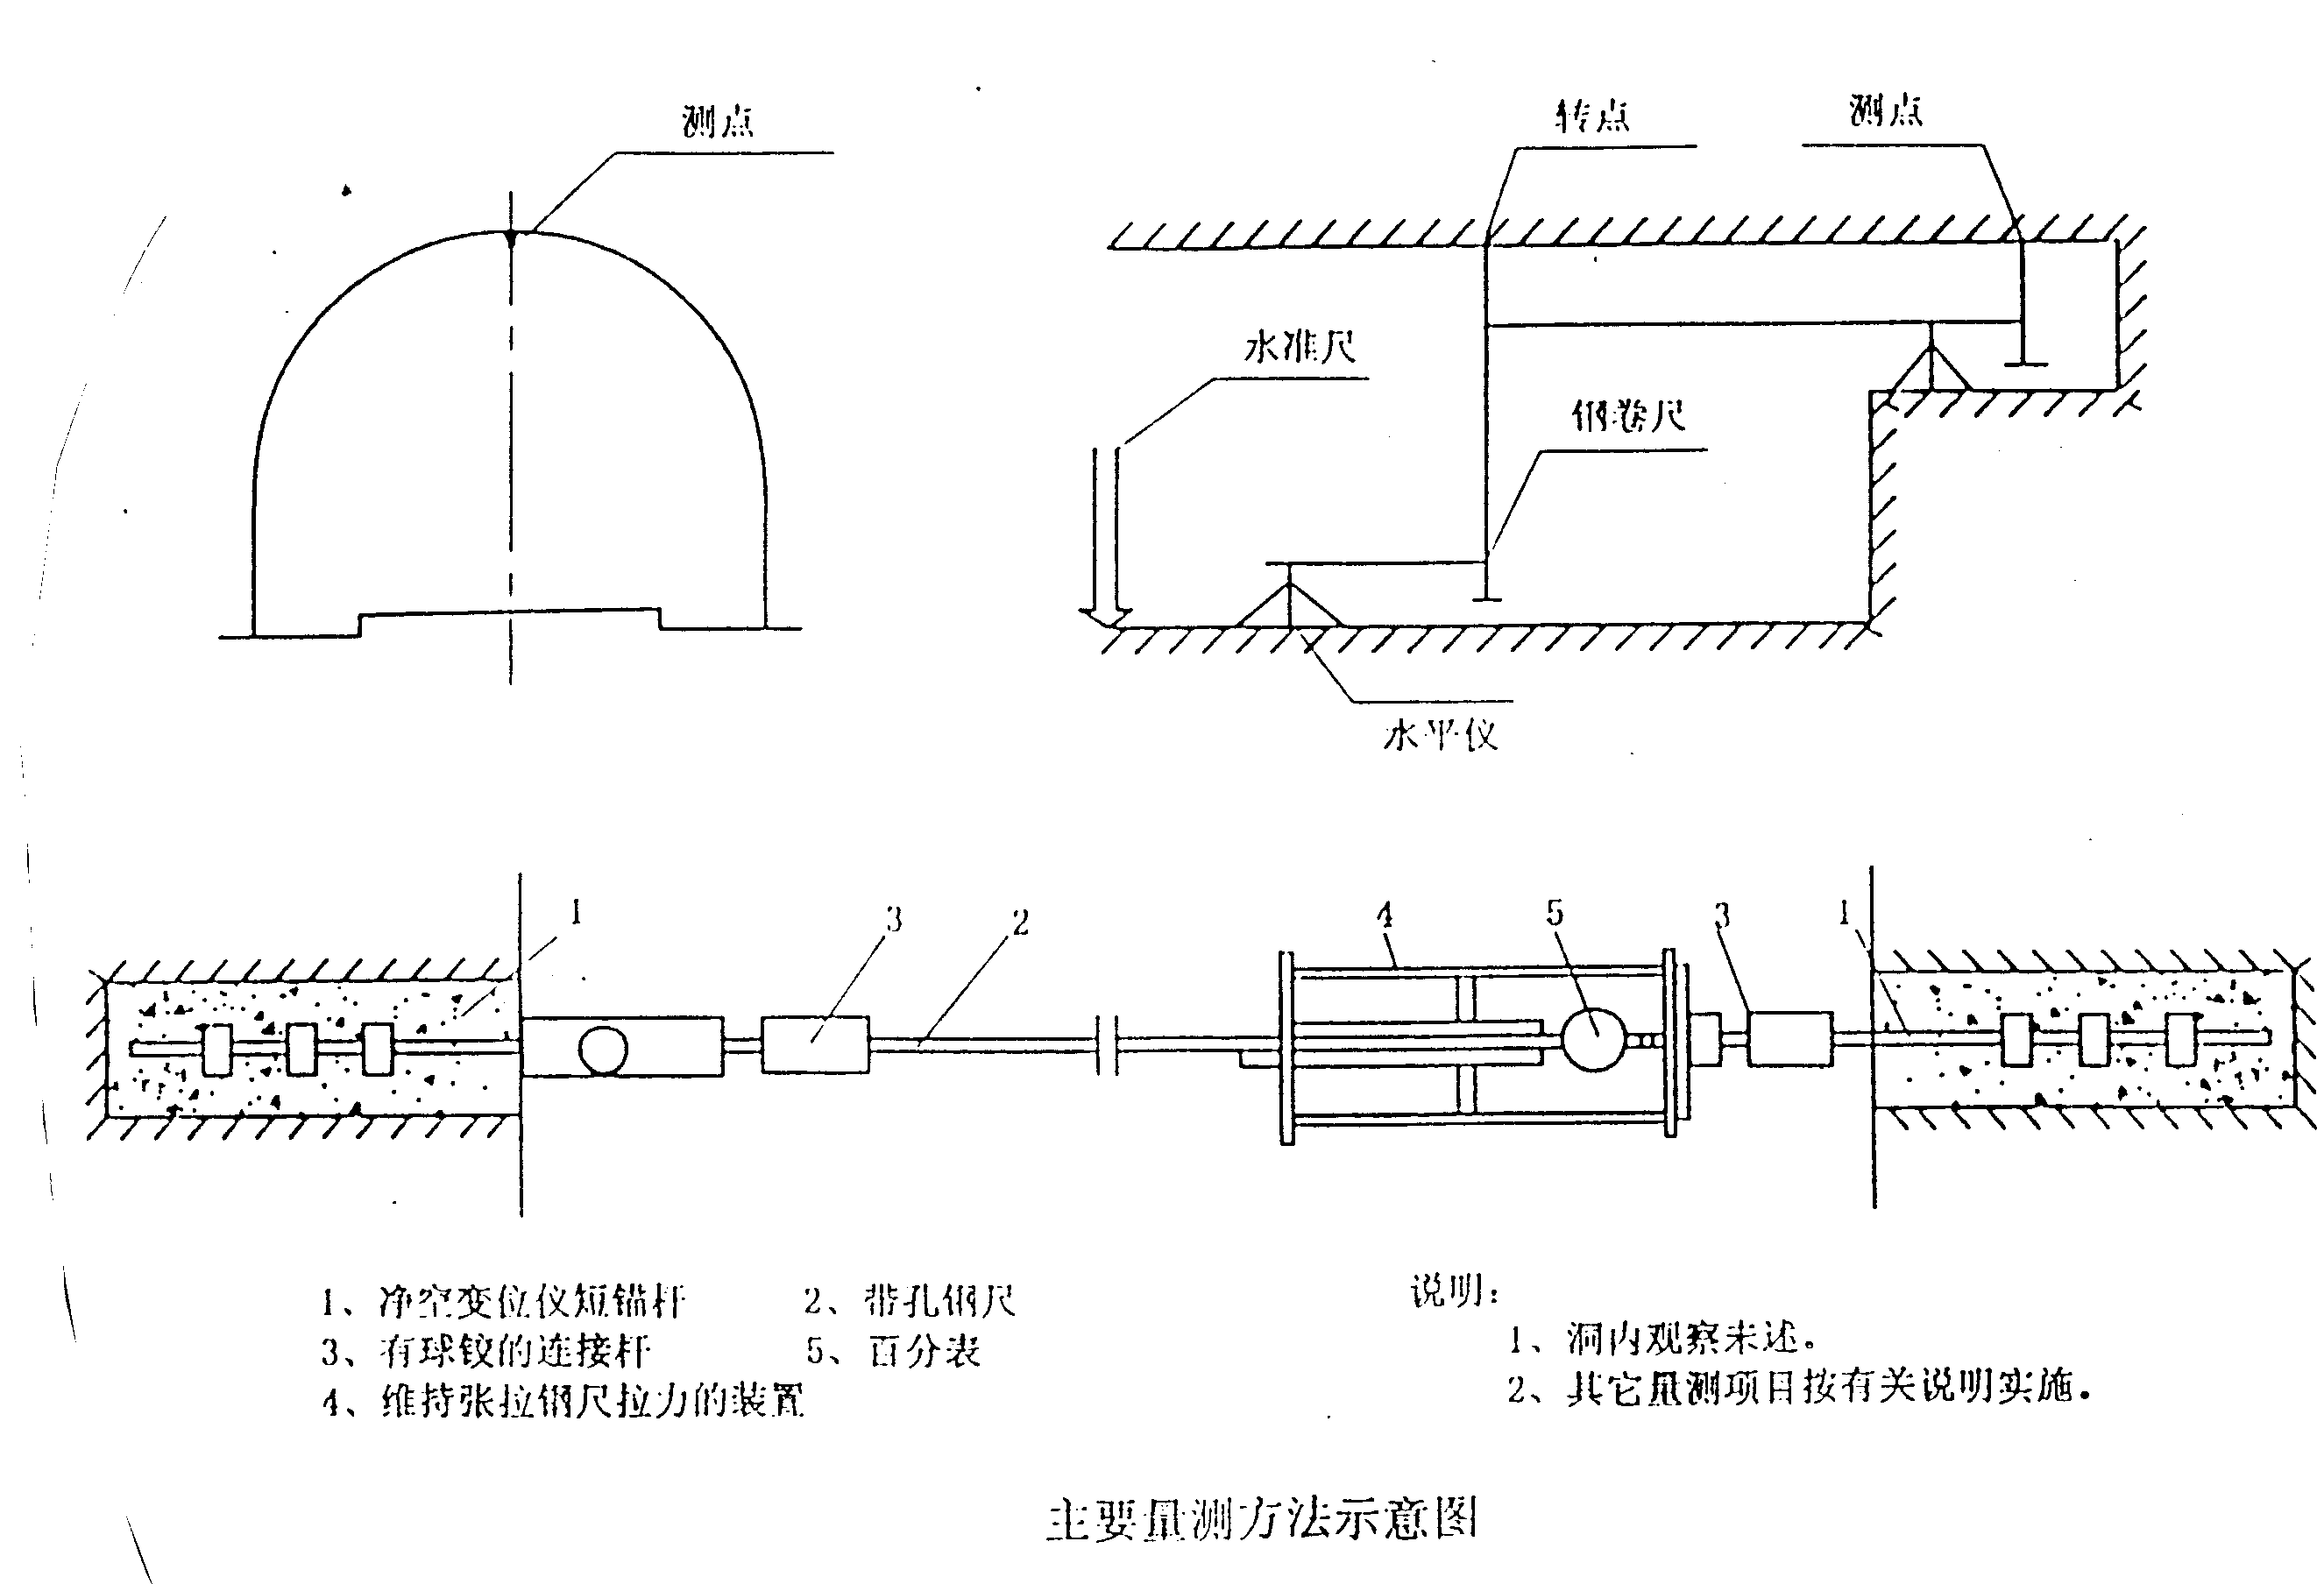 测点
转点
测点
水准尺
钢卷尺
水平仪
1
3
2
4
5
3
1
1、净空变位仪短锚杆 2、带孔钢尺
3、有球铰的连接杆 5、百分表
4、维持张拉钢尺拉力的装置
说明：
1、洞内观察未述。
2、其它量测项目按有关说明实施。
主要量测方法示意图